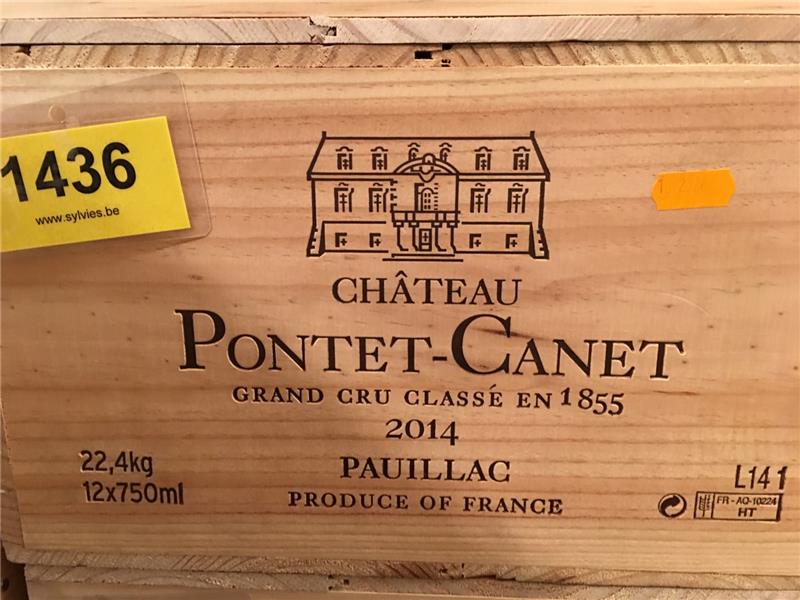 1436
www.sylvies.be
CHÂTEAU
PONTET-CANET
GRAND CRU CLASSÉ EN 1855
2014
PAUILLAC
PRODUCE OF FRANCE
22,4kg
12x750ml
L141
FR-AQ-10224
HT